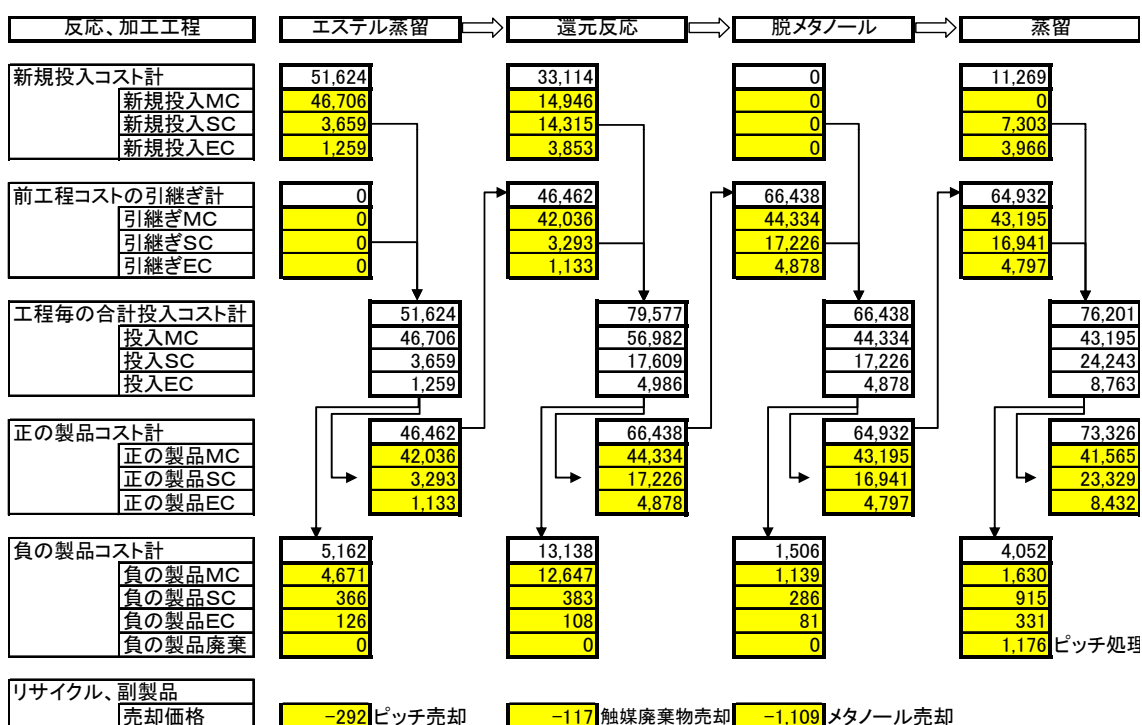 反応、加工工程 エステル蒸留 還元反応 脱メタノール 蒸留
新規投入コスト計 51,624 33,114 0 11,269
新規投入MC 46,706 14,946 0 0
新規投入SC 3,659 14,315 0 7,303
新規投入EC 1,259 3,853 0 3,966
前工程コストの引継ぎ計 0 46,462 66,438 64,932
引継ぎMC 0 42,036 44,334 43,195
引継ぎSC 0 3,293 17,226 16,941
引継ぎEC 0 1,133 4,878 4,797
工程毎の合計投入コスト計 51,624 79,577 66,438 76,201
投入MC 46,706 56,982 44,334 43,195
投入SC 3,659 17,609 17,226 24,243
投入EC 1,259 4,986 4,878 8,763
正の製品コスト計 46,462 66,438 64,932 73,326
正の製品MC 42,036 44,334 43,195 41,565
正の製品SC 3,293 17,226 16,941 23,329
正の製品EC 1,133 4,878 4,797 8,432
負の製品コスト計 5,162 13,138 1,506 4,052
負の製品MC 4,671 12,647 1,139 1,630
負の製品SC 366 383 286 915
負の製品EC 126 108 81 331
負の製品廃棄 0 0 0 1,176 ピッチ処理
リサイクル、副製品
売却価格 -292 ピッチ売却 -117 触媒廃棄物売却 -1,109 メタノール売却